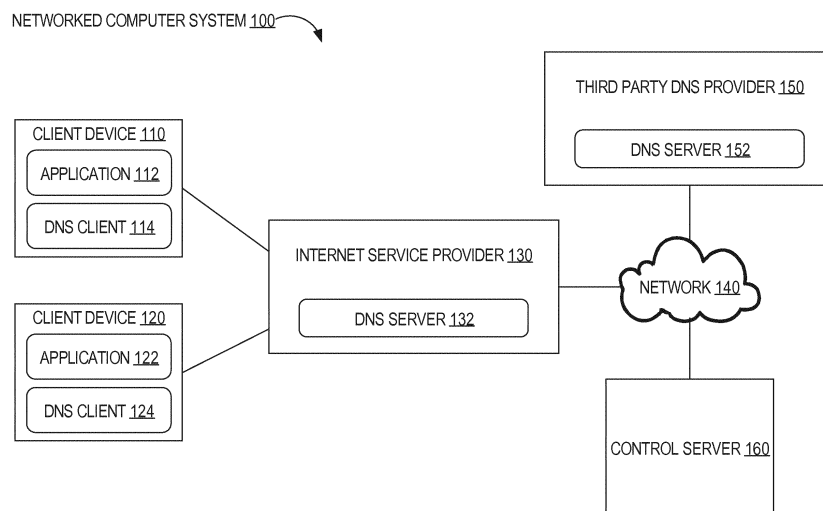 NETWORKED COMPUTER SYSTEM 100
THIRD PARTY DNS PROVIDER 150
DNS SERVER 152
CLIENT DEVICE 110
APPLICATION 112
DNS CLIENT 114
INTERNET SERVICE PROVIDER 130
DNS SERVER 132
NETWORK 140
CLIENT DEVICE 120
APPLICATION 122
DNS CLIENT 124
CONTROL SERVER 160